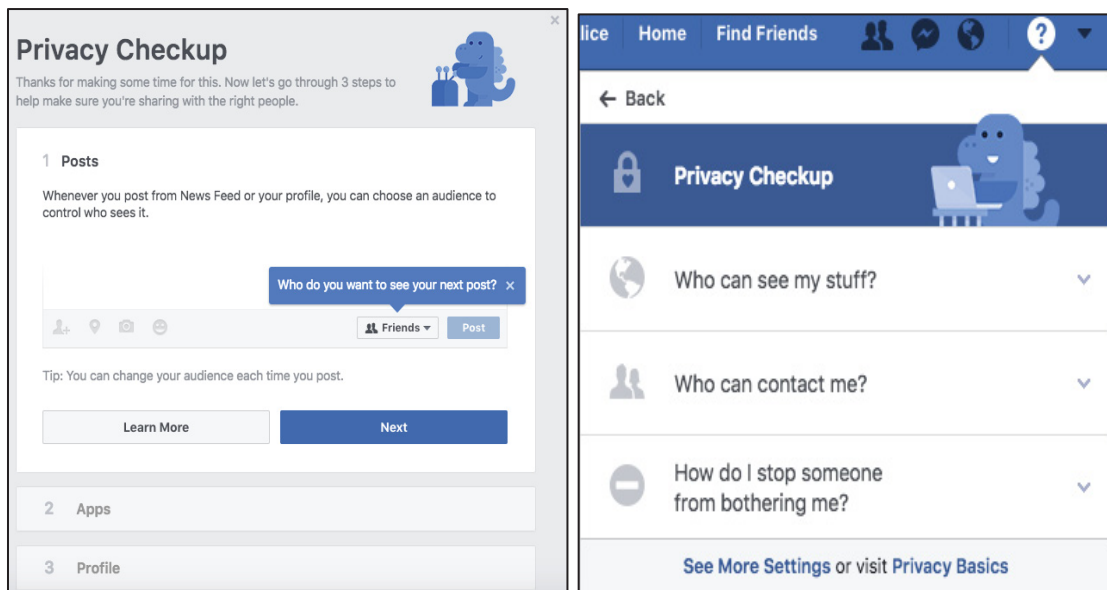 Privacy Checkup
Thanks for making some time for this. Now let's go through 3 steps to
help make sure you're sharing with the right people.
1 Posts
Whenever you post from News Feed or your profile, you can choose an audience to
control who sees it.
Who do you want to see your next post? ×
Friends
Post
Tip: You can change your audience each time you post.
Learn More
Next
2 Apps
3 Profile
lice
Home
Find Friends
?
← Back
Privacy Checkup
Who can see my stuff?
Who can contact me?
How do I stop someone
from bothering me?
See More Settings or visit Privacy Basics